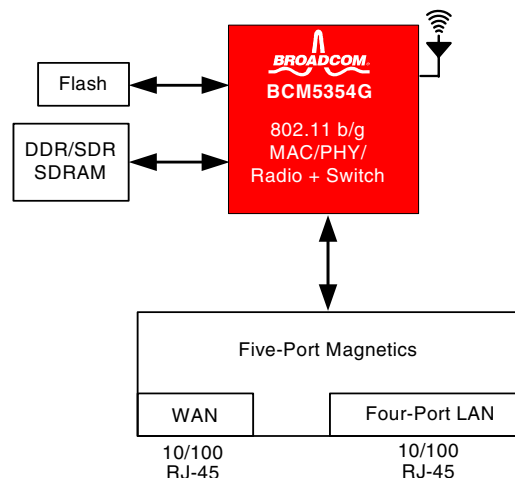 BROADCOM.
BCM5354G
802.11 b/g
MAC/PHY/
Radio + Switch
Flash
DDR/SDR
SDRAM
Five-Port Magnetics
WAN
Four-Port LAN
10/100
RJ-45
10/100
RJ-45